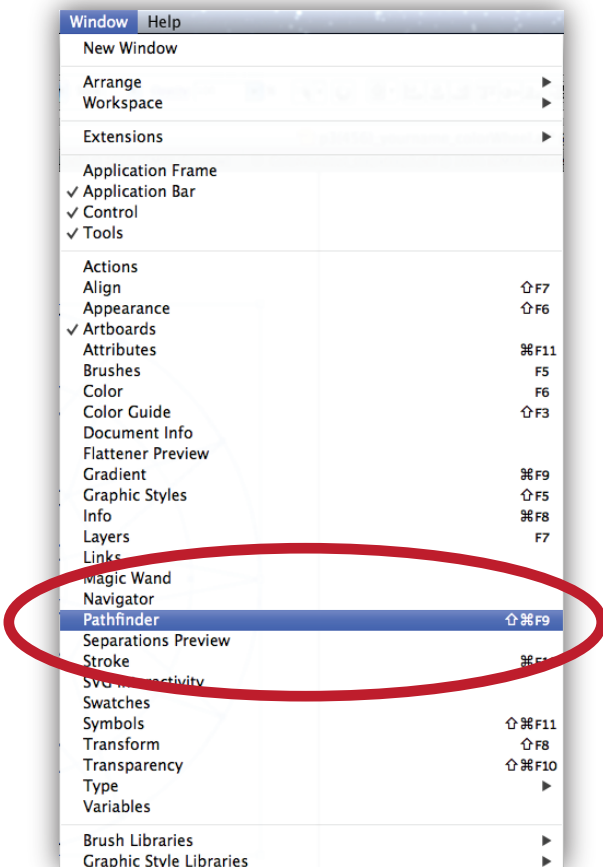 Window Help
New Window
Arrange ▶
Workspace ▶
Extensions ▶
Application Frame
✓ Application Bar
✓ Control
✓ Tools
Actions
Align ⇧F7
Appearance ⇧F6
✓ Artboards
Attributes ⌘F11
Brushes F5
Color F6
Color Guide ⇧F3
Document Info
Flattener Preview
Gradient ⌘F9
Graphic Styles ⇧F5
Info ⌘F8
Layers F7
Links
Magic Wand
Navigator
Pathfinder ⇧⌘F9
Separations Preview
Stroke
SVG Interactivity
Swatches
Symbols ⇧⌘F11
Transform ⇧F8
Transparency ⇧⌘F10
Type ▶
Variables
Brush Libraries ▶
Graphic Style Libraries ▶